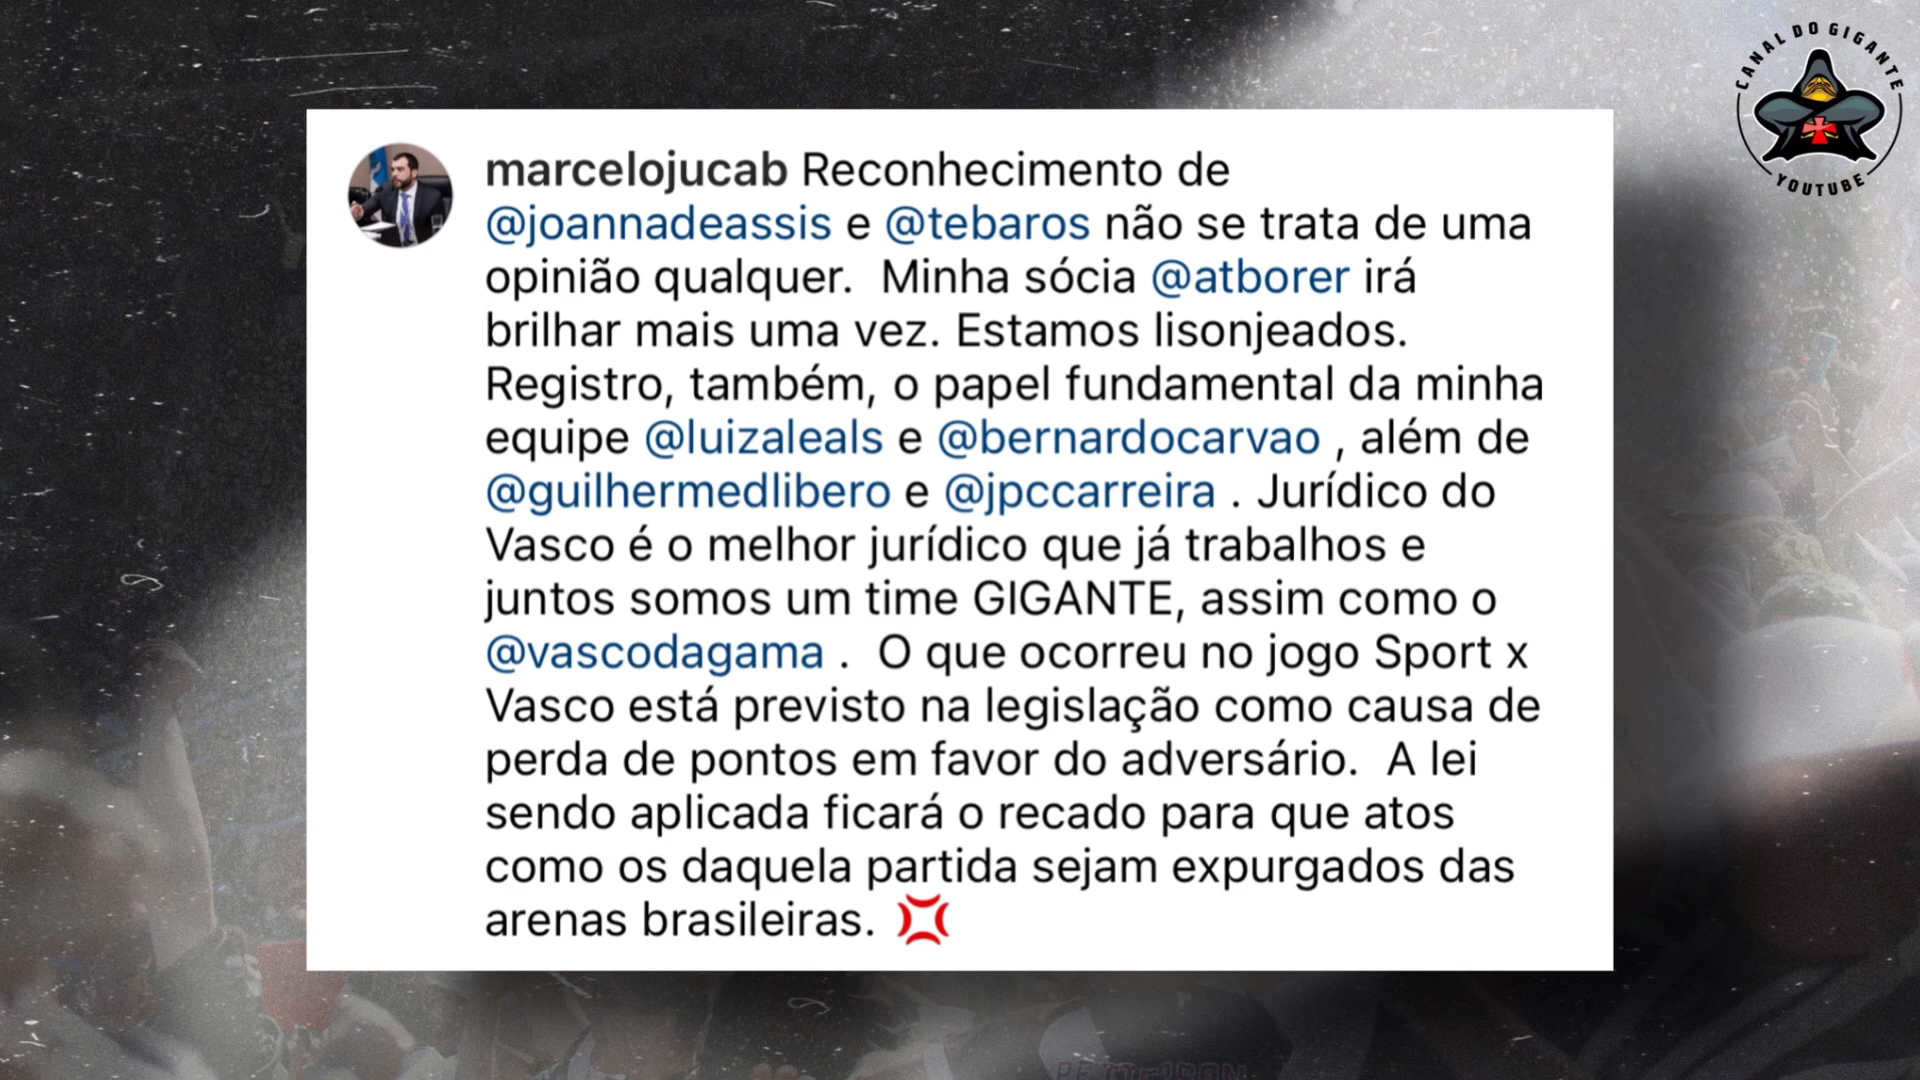 CANAL DO GIGANTE
YOUTUBE
marcelojucab Reconhecimento de
@joannadeassis e @tebaros não se trata de uma
opinião qualquer.  Minha sócia @atborer irá
brilhar mais uma vez. Estamos lisonjeados.
Registro, também, o papel fundamental da minha
equipe @luizaleals e @bernardocarvao , além de
@guilhermedlibero e @jpccarreira . Jurídico do
Vasco é o melhor jurídico que já trabalhos e
juntos somos um time GIGANTE, assim como o
@vascodagama .  O que ocorreu no jogo Sport x
Vasco está previsto na legislação como causa de
perda de pontos em favor do adversário.  A lei
sendo aplicada ficará o recado para que atos
como os daquela partida sejam expurgados das
arenas brasileiras. 💢